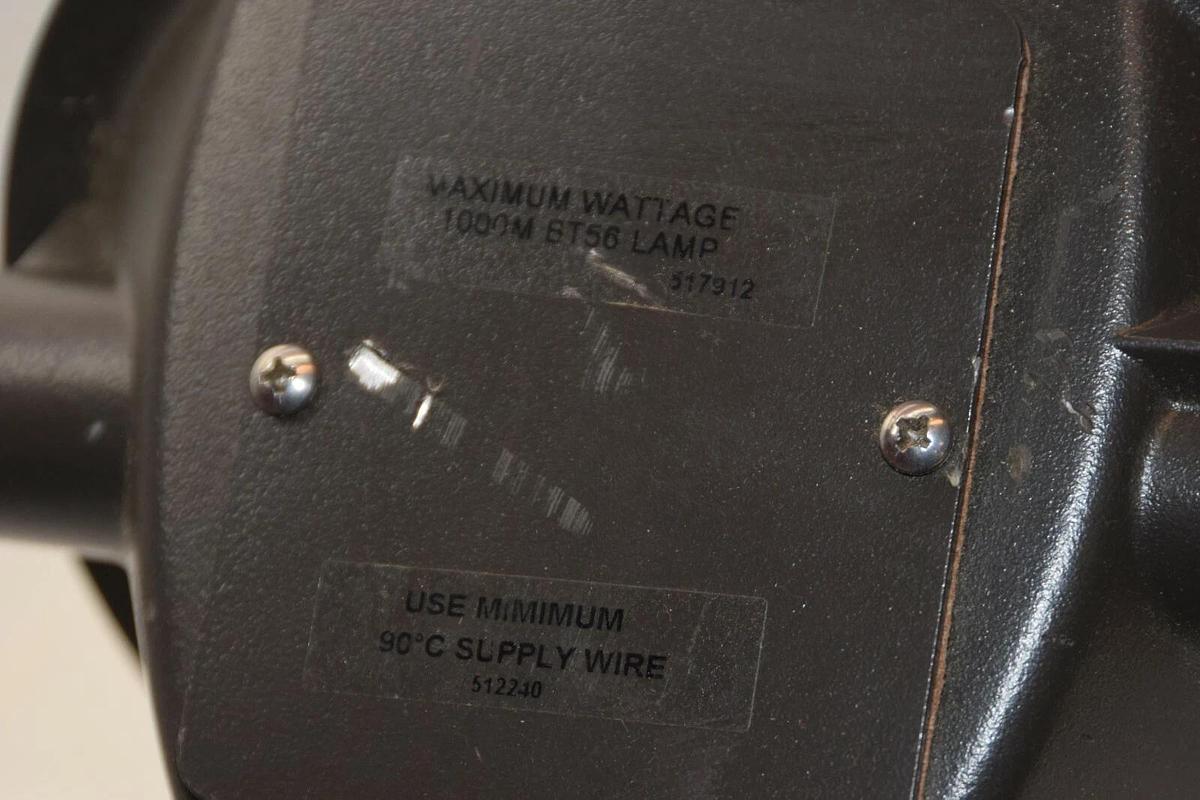 MAXIMUM WATTAGE
1000M BT56 LAMP
517912
USE MIMIMUM
90°C SUPPLY WIRE
512240